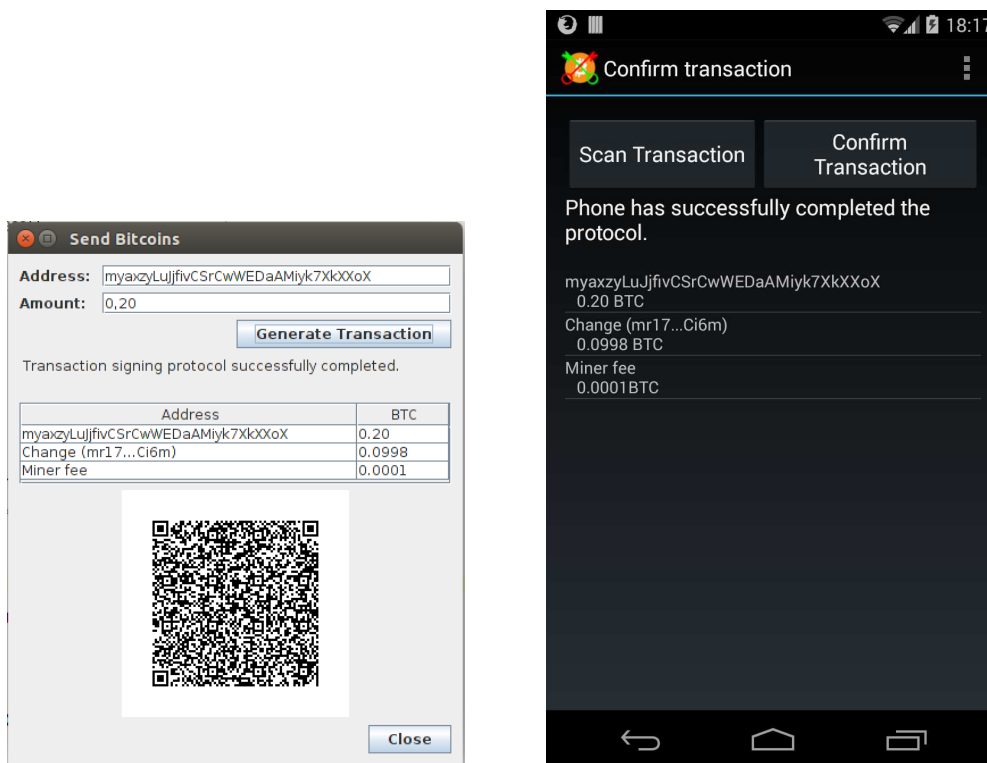 Send Bitcoins
Address: myaxzyLuJjfivCSrCwWEDaAMiyk7XkXXoX
Amount: 0,20
Generate Transaction
Transaction signing protocol successfully completed.
Address BTC
myaxzyLuJjfivCSrCwWEDaAMiyk7XkXXoX 0.20
Change (mr17...Ci6m) 0.0998
Miner fee 0.0001
Close
18:17
Confirm transaction
Scan Transaction
Confirm
Transaction
Phone has successfully completed the
protocol.
myaxzyLuJjfivCSrCwWEDaAMiyk7XkXXoX
0.20 BTC
Change (mr17...Ci6m)
0.0998 BTC
Miner fee
0.0001BTC